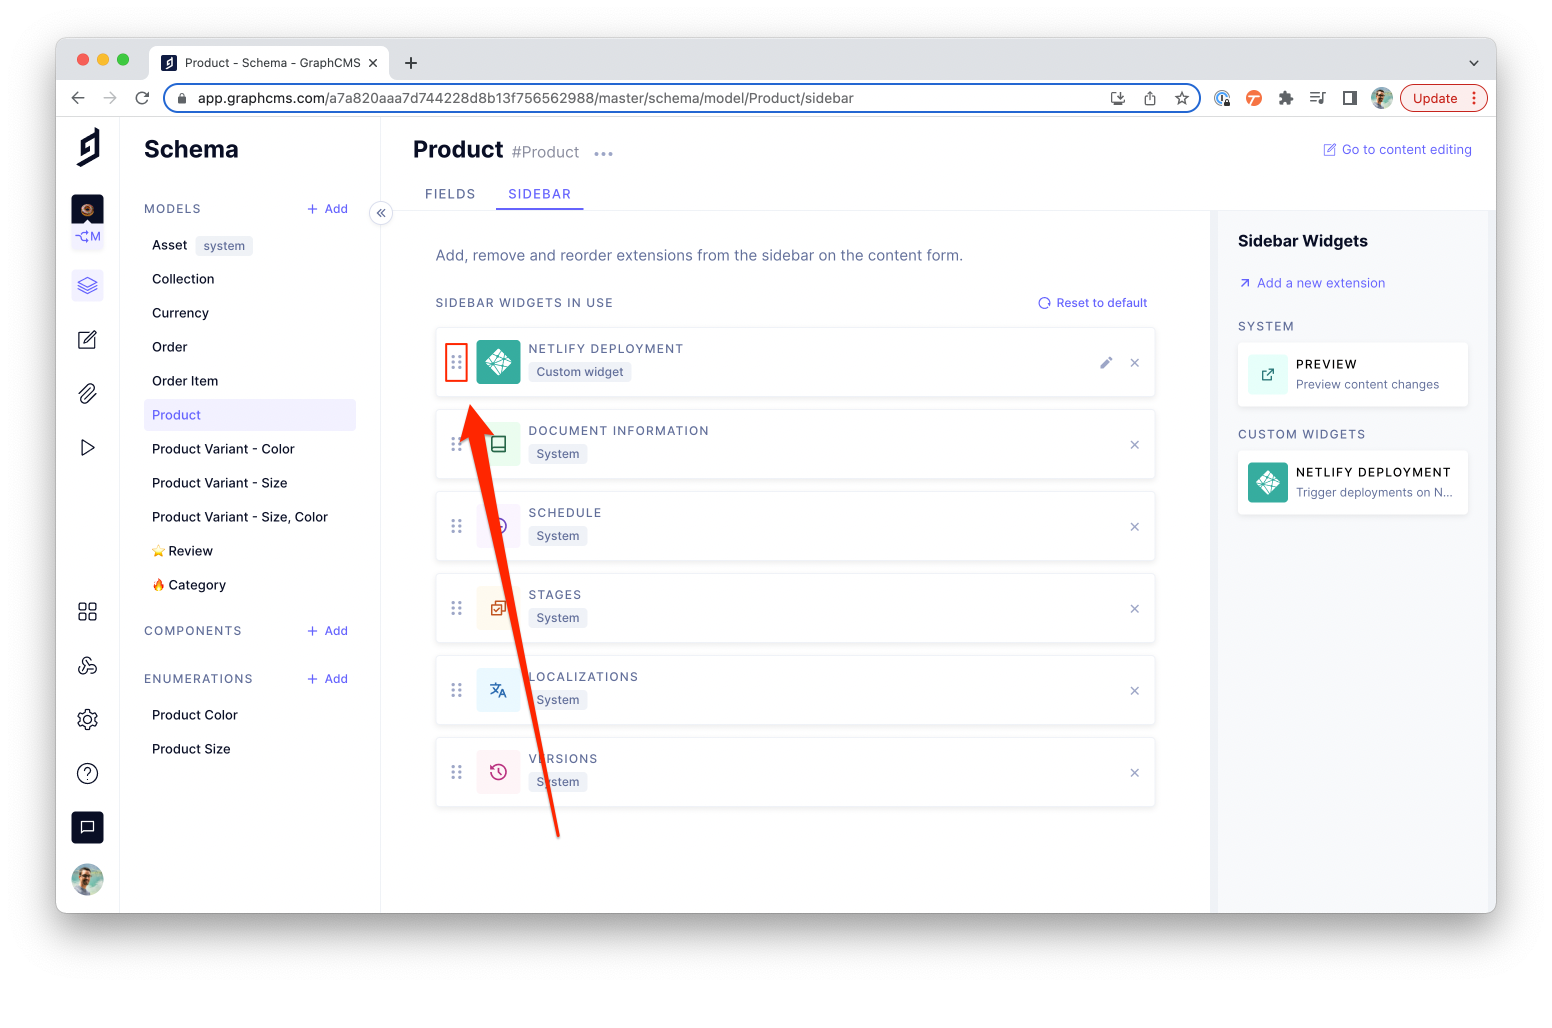 Product - Schema - GraphCMS
app.graphcms.com/a7a820aaa7d744228d8b13f756562988/master/schema/model/Product/sidebar
Update
M
Schema
MODELS
+ Add
Asset system
Collection
Currency
Order
Order Item
Product
Product Variant - Color
Product Variant - Size
Product Variant - Size, Color
⭐ Review
🔥 Category
COMPONENTS
+ Add
ENUMERATIONS
+ Add
Product Color
Product Size
Product #Product
Go to content editing
FIELDS SIDEBAR
Add, remove and reorder extensions from the sidebar on the content form.
SIDEBAR WIDGETS IN USE
Reset to default
NETLIFY DEPLOYMENT
Custom widget
DOCUMENT INFORMATION
System
SCHEDULE
System
STAGES
System
LOCALIZATIONS
System
VERSIONS
System
Sidebar Widgets
Add a new extension
SYSTEM
PREVIEW
Preview content changes
CUSTOM WIDGETS
NETLIFY DEPLOYMENT
Trigger deployments on N...